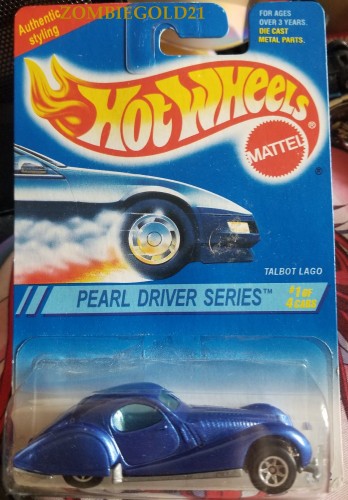 ZOMBIEGOLD21
Authentic
styling
FOR AGES
OVER 3 YEARS.
DIE CAST
METAL PARTS.
HOT WHEELS
®
MATTEL
®
TALBOT LAGO
PEARL DRIVER SERIES™
#1 OF
4 CARS